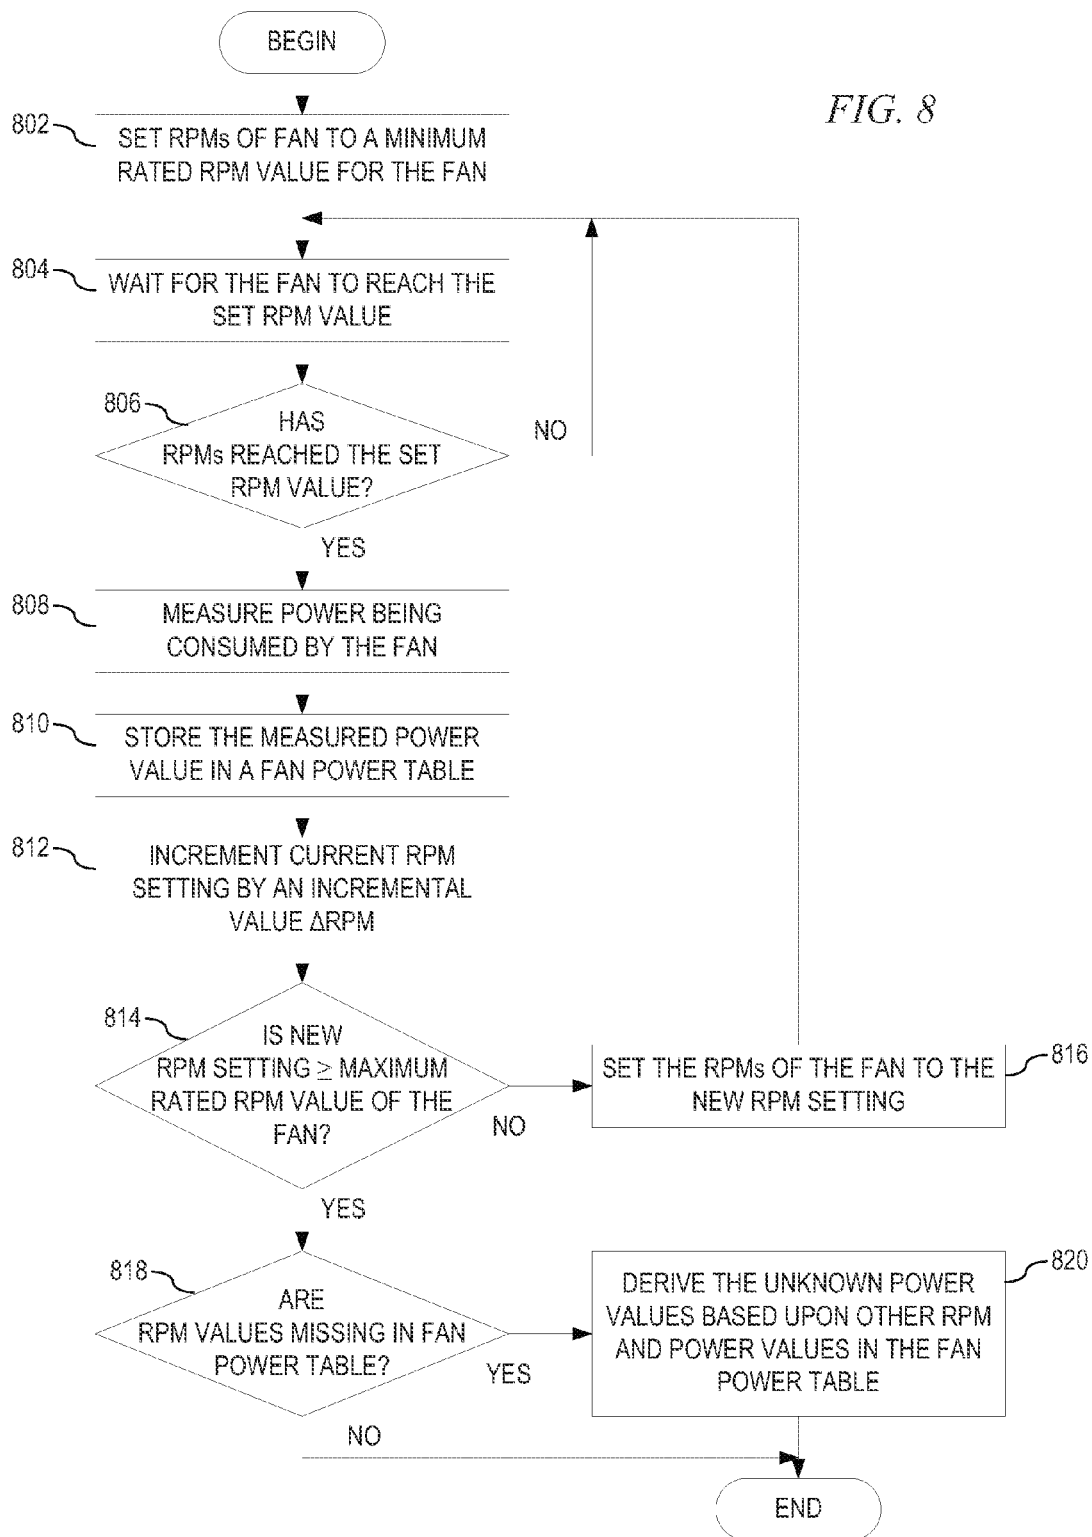 BEGIN
FIG. 8
802
SET RPMs OF FAN TO A MINIMUM
RATED RPM VALUE FOR THE FAN
804
WAIT FOR THE FAN TO REACH THE
SET RPM VALUE
806
HAS
RPMs REACHED THE SET
RPM VALUE?
NO
YES
808
MEASURE POWER BEING
CONSUMED BY THE FAN
810
STORE THE MEASURED POWER
VALUE IN A FAN POWER TABLE
812
INCREMENT CURRENT RPM
SETTING BY AN INCREMENTAL
VALUE ΔRPM
814
IS NEW
RPM SETTING ≥ MAXIMUM
RATED RPM VALUE OF THE
FAN?
NO
YES
816
SET THE RPMs OF THE FAN TO THE
NEW RPM SETTING
818
ARE
RPM VALUES MISSING IN FAN
POWER TABLE?
YES
NO
820
DERIVE THE UNKNOWN POWER
VALUES BASED UPON OTHER RPM
AND POWER VALUES IN THE FAN
POWER TABLE
END